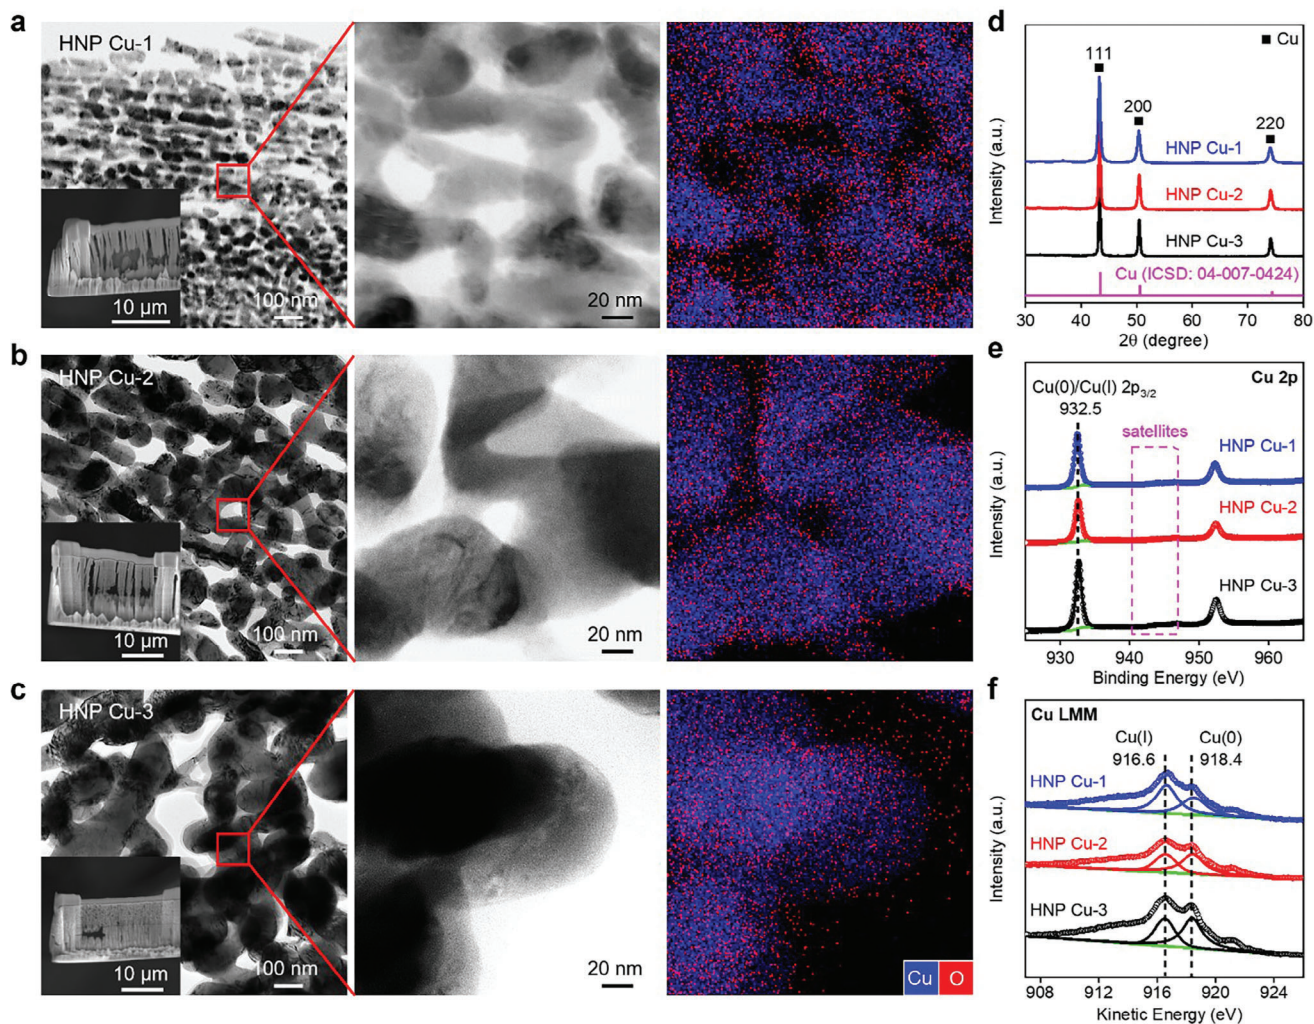 a
HNP Cu-1
10 µm
100 nm
20 nm
b
HNP Cu-2
10 µm
100 nm
20 nm
c
HNP Cu-3
10 µm
100 nm
20 nm
Cu O
d
■ Cu
111
200
220
HNP Cu-1
HNP Cu-2
HNP Cu-3
Cu (ICSD: 04-007-0424)
Intensity (a.u.)
30 40 50 60 70 80
2θ (degree)
e
Cu 2p
Cu(0)/Cu(I) 2p3/2
932.5
satellites
HNP Cu-1
HNP Cu-2
HNP Cu-3
Intensity (a.u.)
930 940 950 960
Binding Energy (eV)
f
Cu LMM
Cu(I) Cu(0)
916.6 918.4
HNP Cu-1
HNP Cu-2
HNP Cu-3
Intensity (a.u.)
908 912 916 920 924
Kinetic Energy (eV)